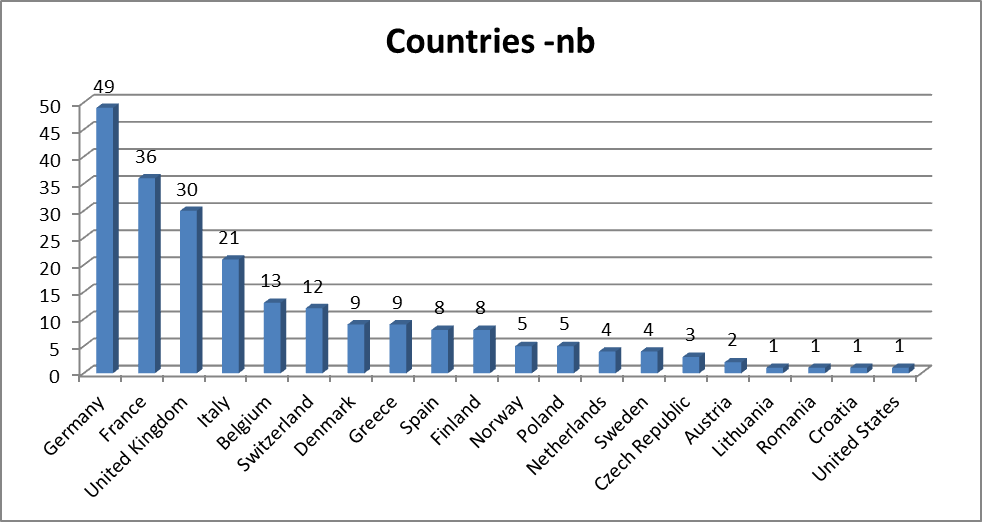 Countries -nb
50
45
40
35
30
25
20
15
10
5
0
49
36
30
21
13
12
9
9
8
8
5
5
4
4
3
2
1
1
1
1
Germany
France
United Kingdom
Italy
Belgium
Switzerland
Denmark
Greece
Spain
Finland
Norway
Poland
Netherlands
Sweden
Czech Republic
Austria
Lithuania
Romania
Croatia
United States